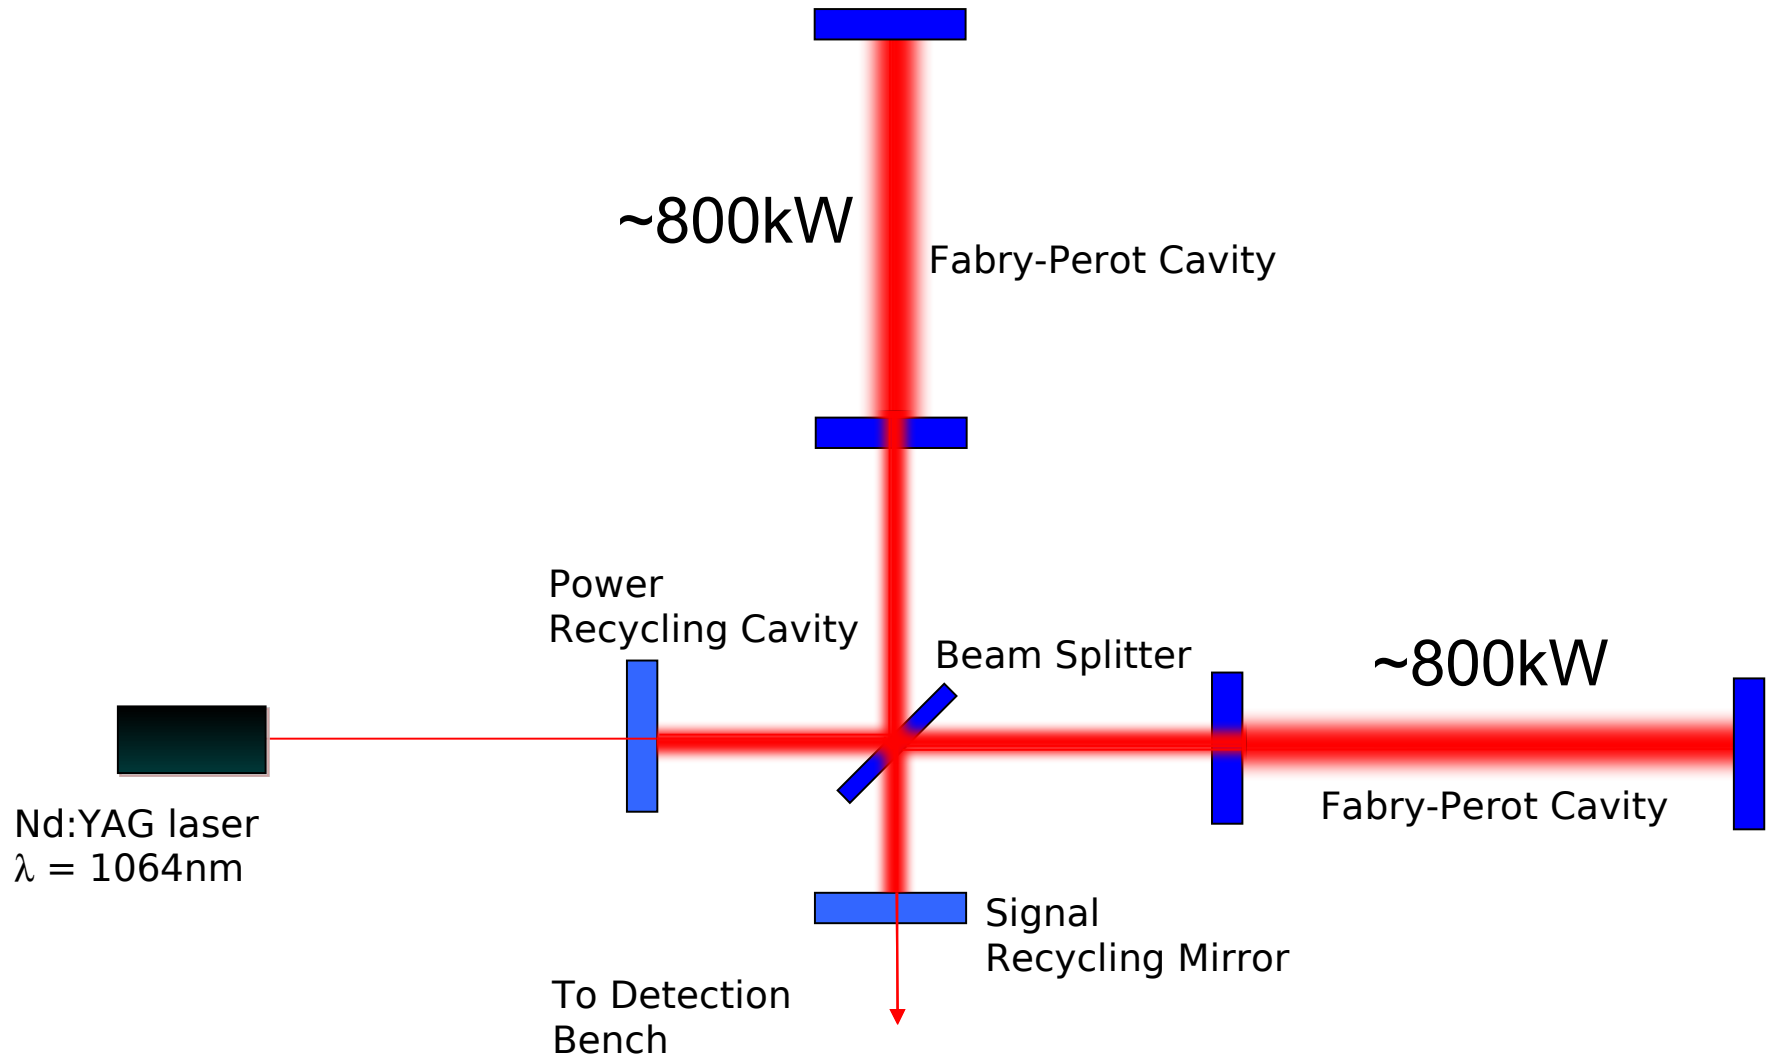 ~800kW
Fabry-Perot Cavity
Power
Recycling Cavity
Beam Splitter
~800kW
Fabry-Perot Cavity
Nd:YAG laser
λ = 1064nm
Signal
Recycling Mirror
To Detection
Bench